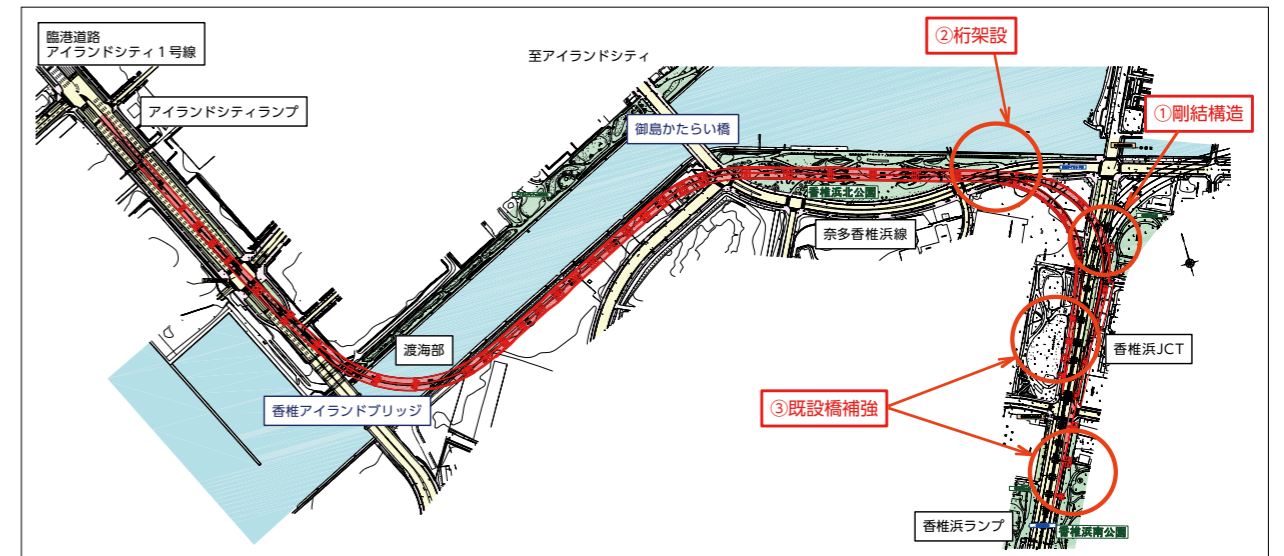 臨港道路
アイランドシティ１号線
至アイランドシティ
②桁架設
アイランドシティランプ
御島かたらい橋
①剛結構造
香椎浜北公園
奈多香椎浜線
渡海部
香椎浜JCT
香椎アイランドブリッジ
③既設橋補強
香椎浜ランプ
香椎浜南公園